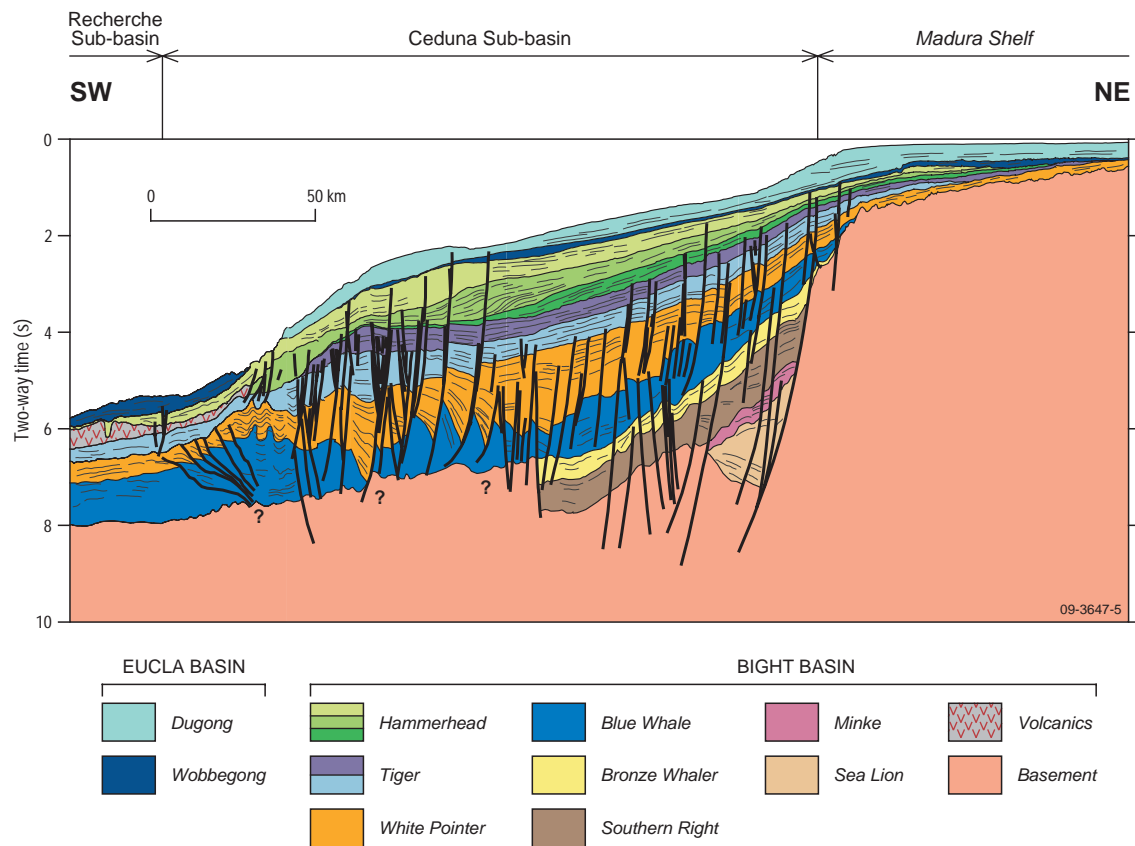 Recherche
Sub-basin
Ceduna Sub-basin
Madura Shelf
SW
NE
0
0
50 km
2
4
Two-way time (s)
6
?
?
?
8
10
09-3647-5
EUCLA BASIN
BIGHT BASIN
Dugong
Hammerhead
Blue Whale
Minke
Volcanics
Wobbegong
Tiger
Bronze Whaler
Sea Lion
Basement
White Pointer
Southern Right